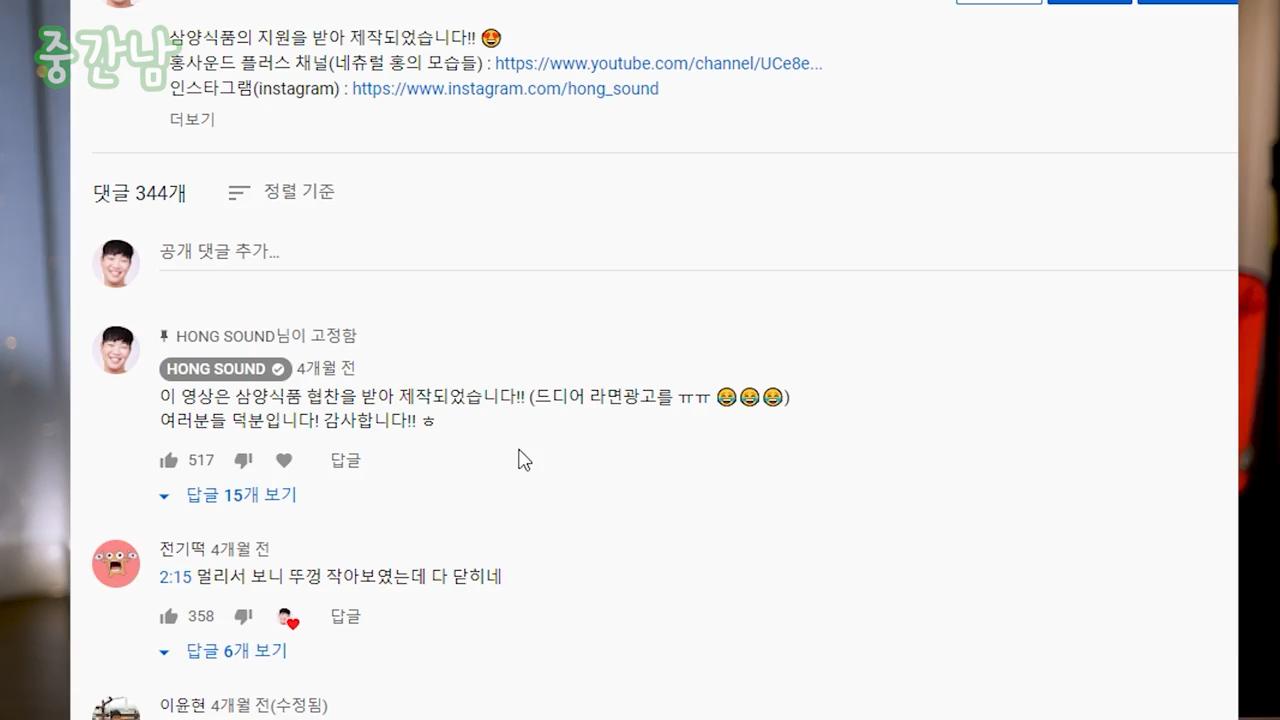 중간남
삼양식품의 지원을 받아 제작되었습니다!! 😍
홍사운드 플러스 채널(네츄럴 홍의 모습들) : https://www.youtube.com/channel/UCe8e...
인스타그램(instagram) : https://www.instagram.com/hong_sound
더보기
댓글 344개 정렬 기준
공개 댓글 추가...
HONG SOUND님이 고정함
HONG SOUND 4개월 전
이 영상은 삼양식품 협찬을 받아 제작되었습니다!! (드디어 라면광고를 ㅠㅠ 😂😂😂)
여러분들 덕분입니다! 감사합니다!! ㅎ
517 답글
답글 15개 보기
전기떡 4개월 전
2:15 멀리서 보니 뚜껑 작아보였는데 다 닫히네
358 답글
답글 6개 보기
이윤현 4개월 전(수정됨)